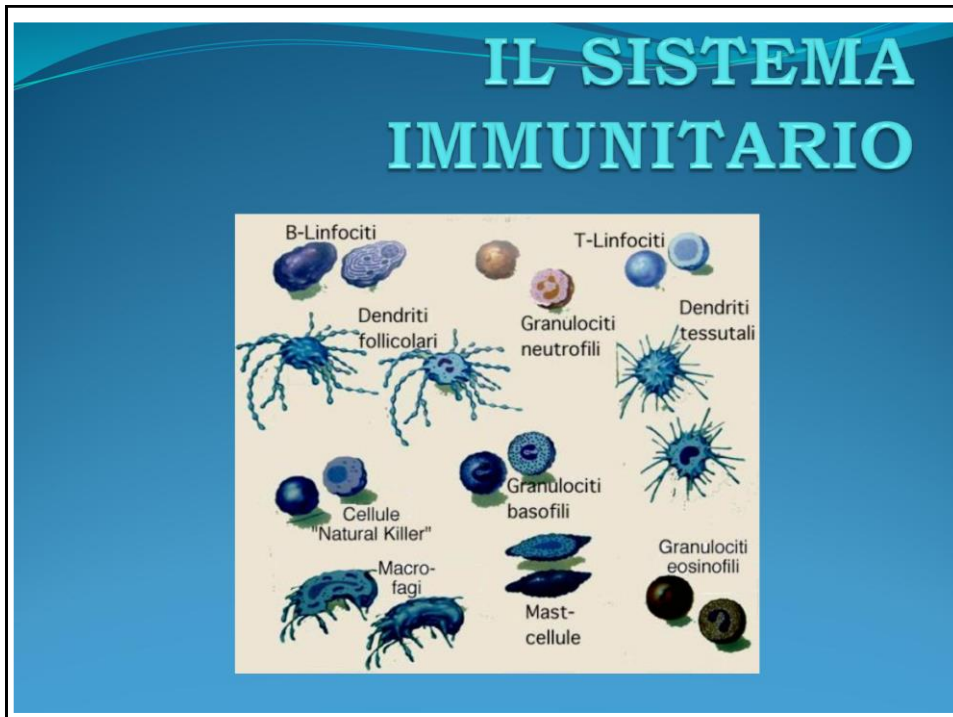 IL SISTEMA
IMMUNITARIO
B-Linfociti
T-Linfociti
Dendriti
follicolari
Granulociti
neutrofili
Dendriti
tessutali
Cellule
"Natural Killer"
Granulociti
basofili
Macro-
fagi
Mast-
cellule
Granulociti
eosinofili